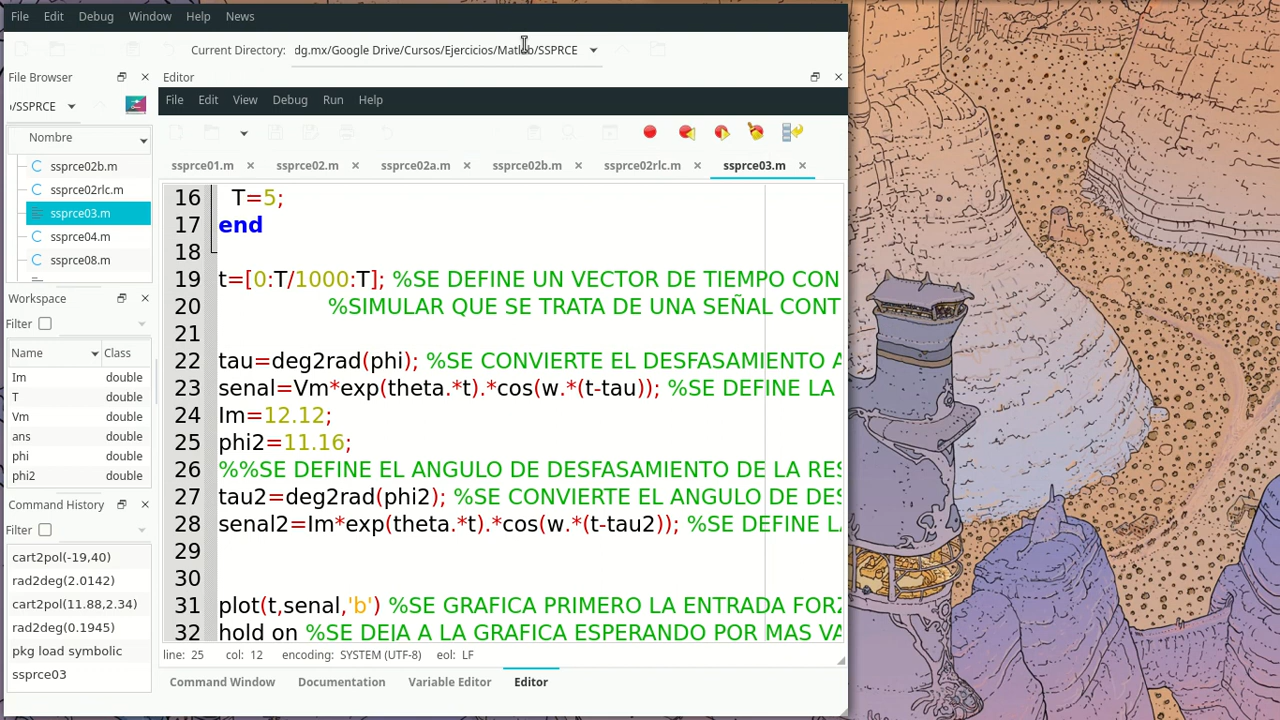 File Edit Debug Window Help News
Current Directory: dg.mx/Google Drive/Cursos/Ejercicios/Matlab/SSPRCE
File Browser
/SSPRCE
Nombre
ssprce02b.m
ssprce02rlc.m
ssprce03.m
ssprce04.m
ssprce08.m
Workspace
Filter
Name Class
Im double
T double
Vm double
ans double
phi double
phi2 double
Command History
Filter
cart2pol(-19,40)
rad2deg(2.0142)
cart2pol(11.88,2.34)
rad2deg(0.1945)
pkg load symbolic
ssprce03
Editor
File Edit View Debug Run Help
ssprce01.m ssprce02.m ssprce02a.m ssprce02b.m ssprce02rlc.m ssprce03.m
16 T=5;
17 end
18
19 t=[0:T/1000:T]; %SE DEFINE UN VECTOR DE TIEMPO CON
20 %SIMULAR QUE SE TRATA DE UNA SEÑAL CONT
21
22 tau=deg2rad(phi); %SE CONVIERTE EL DESFASAMIENTO A
23 senal=Vm*exp(theta.*t).*cos(w.*(t-tau)); %SE DEFINE LA
24 Im=12.12;
25 phi2=11.16;
26 %%SE DEFINE EL ANGULO DE DESFASAMIENTO DE LA RES
27 tau2=deg2rad(phi2); %SE CONVIERTE EL ANGULO DE DES
28 senal2=Im*exp(theta.*t).*cos(w.*(t-tau2)); %SE DEFINE L
29
30
31 plot(t,senal,'b') %SE GRAFICA PRIMERO LA ENTRADA FORZ
32 hold on %SE DEJA A LA GRAFICA ESPERANDO POR MAS VA
line: 25 col: 12 encoding: SYSTEM (UTF-8) eol: LF
Command Window Documentation Variable Editor Editor